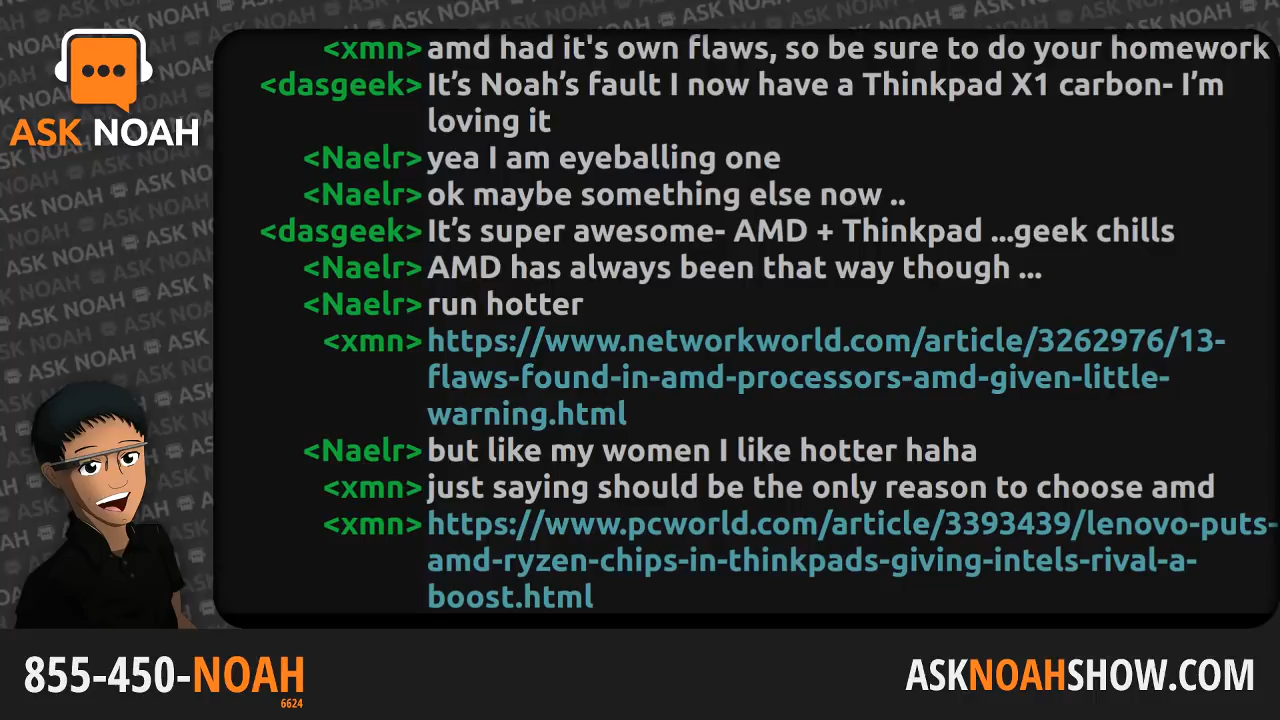 ASK NOAH
<xmn> amd had it's own flaws, so be sure to do your homework
<dasgeek> It’s Noah’s fault I now have a Thinkpad X1 carbon- I’m
loving it
<Naelr> yea I am eyeballing one
<Naelr> ok maybe something else now ..
<dasgeek> It’s super awesome- AMD + Thinkpad ...geek chills
<Naelr> AMD has always been that way though ...
<Naelr> run hotter
<xmn> https://www.networkworld.com/article/3262976/13-
flaws-found-in-amd-processors-amd-given-little-
warning.html
<Naelr> but like my women I like hotter haha
<xmn> just saying should be the only reason to choose amd
<xmn> https://www.pcworld.com/article/3393439/lenovo-puts-
amd-ryzen-chips-in-thinkpads-giving-intels-rival-a-
boost.html
855-450-NOAH
6624
ASKNOAHSHOW.COM